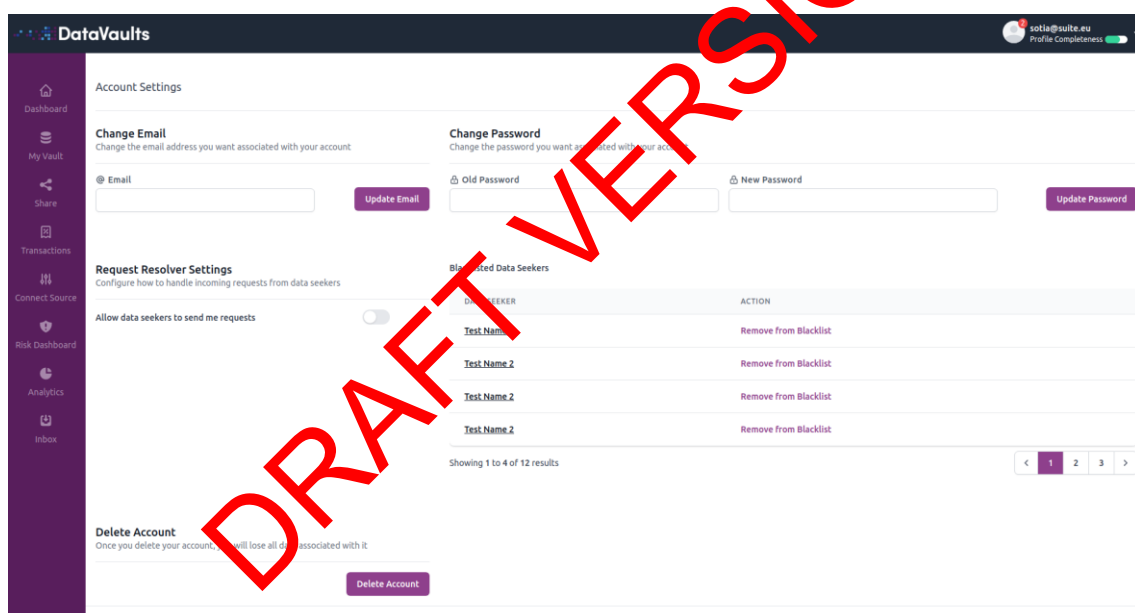 DataVaults
2
sotia@suite.eu
Profile Completeness
Dashboard
My Vault
Share
Transactions
Connect Source
Risk Dashboard
Analytics
Inbox
Account Settings
Change Email
Change the email address you want associated with your account
@ Email
Update Email
Change Password
Change the password you want associated with your account
Old Password
New Password
Update Password
Request Resolver Settings
Configure how to handle incoming requests from data seekers
Allow data seekers to send me requests
Blacklisted Data Seekers
DATA SEEKER ACTION
Test Name Remove from Blacklist
Test Name 2 Remove from Blacklist
Test Name 2 Remove from Blacklist
Test Name 2 Remove from Blacklist
Showing 1 to 4 of 12 results
< 1 2 3 >
Delete Account
Once you delete your account, you will lose all data associated with it
Delete Account
DRAFT VERSI